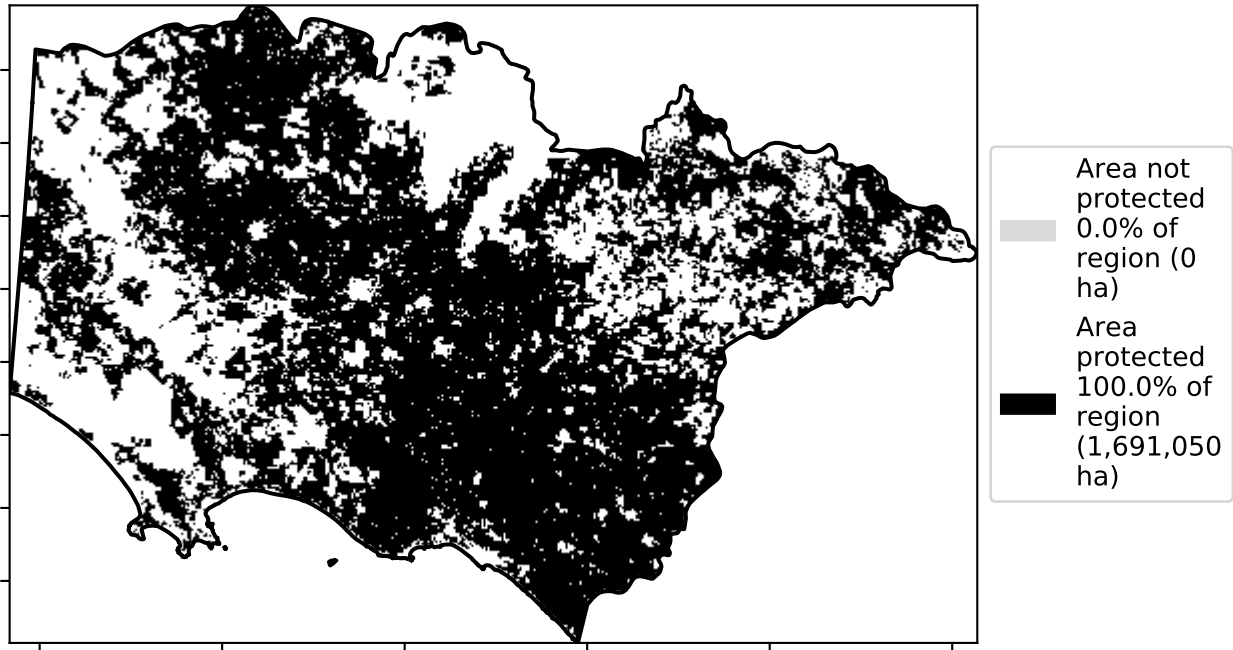 Area not
protected
0.0% of
region (0
ha)
Area
protected
100.0% of
region
(1,691,050
ha)